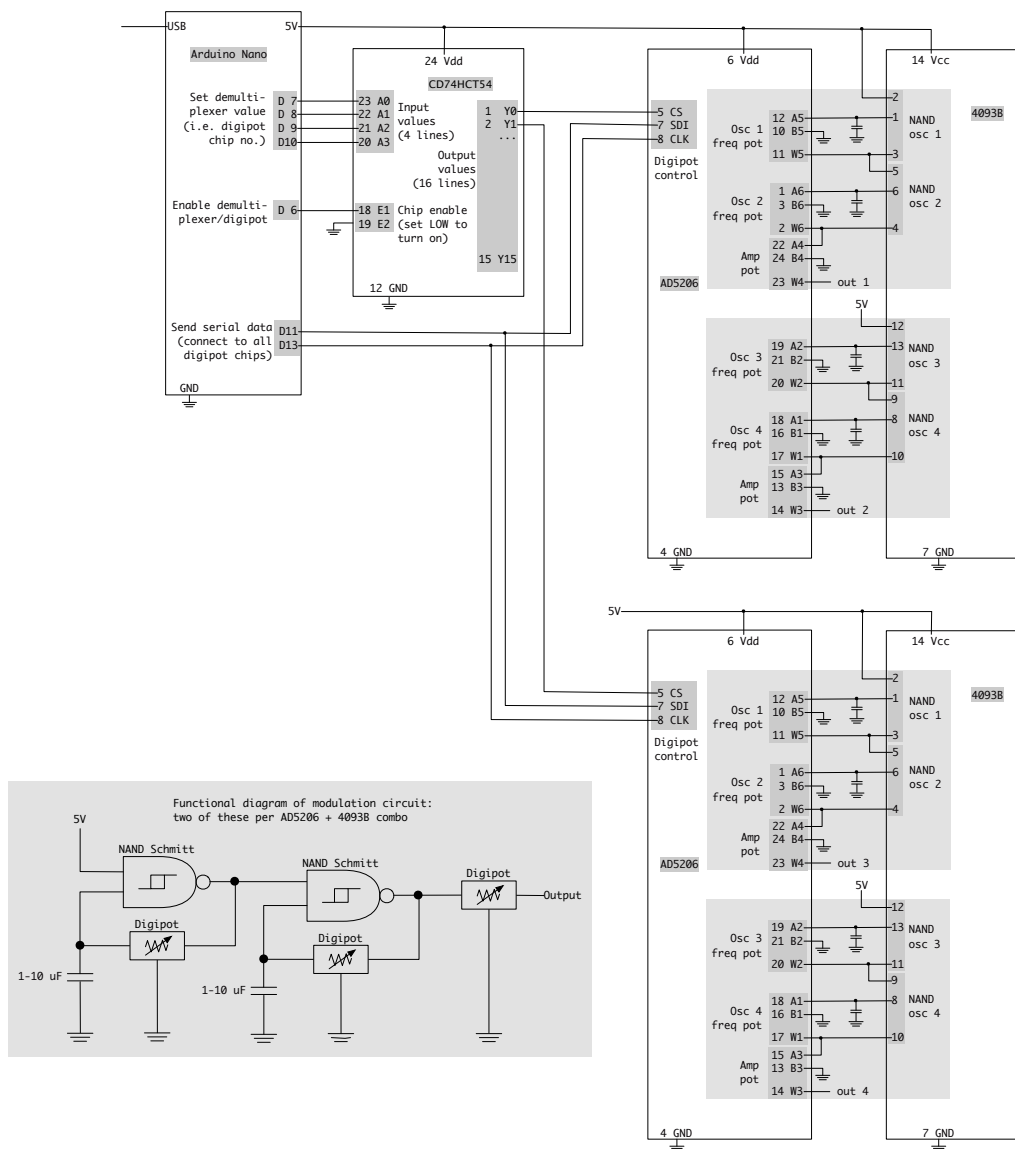 USB
5V
Arduino Nano
Set demulti-
plexer value
(i.e. digipot
chip no.)
D 7
D 8
D 9
D10
Enable demulti-
plexer/digipot
D 6
Send serial data
(connect to all
digipot chips)
D11
D13
GND
24 Vdd
CD74HCT54
23 A0
22 A1
21 A2
20 A3
Input
values
(4 lines)
1 Y0
2 Y1
...
Output
values
(16 lines)
18 E1
19 E2
Chip enable
(set LOW to
turn on)
15 Y15
12 GND
6 Vdd
5 CS
7 SDI
8 CLK
Digipot
control
AD5206
Osc 1
freq pot
12 A5
10 B5
11 W5
Osc 2
freq pot
1 A6
3 B6
2 W6
Amp
pot
22 A4
24 B4
23 W4
out 1
5V
Osc 3
freq pot
19 A2
21 B2
20 W2
Osc 4
freq pot
18 A1
16 B1
17 W1
Amp
pot
15 A3
13 B3
14 W3
out 2
4 GND
14 Vcc
4093B
2
1
NAND
osc 1
3
5
6
NAND
osc 2
4
12
13
NAND
osc 3
11
9
8
NAND
osc 4
10
7 GND
5V
6 Vdd
5 CS
7 SDI
8 CLK
Digipot
control
AD5206
Osc 1
freq pot
12 A5
10 B5
11 W5
Osc 2
freq pot
1 A6
3 B6
2 W6
Amp
pot
22 A4
24 B4
23 W4
out 3
5V
Osc 3
freq pot
19 A2
21 B2
20 W2
Osc 4
freq pot
18 A1
16 B1
17 W1
Amp
pot
15 A3
13 B3
14 W3
out 4
4 GND
14 Vcc
4093B
2
1
NAND
osc 1
3
5
6
NAND
osc 2
4
12
13
NAND
osc 3
11
9
8
NAND
osc 4
10
7 GND
Functional diagram of modulation circuit:
two of these per AD5206 + 4093B combo
5V
NAND Schmitt
NAND Schmitt
Digipot
Output
Digipot
Digipot
1-10 uF
1-10 uF